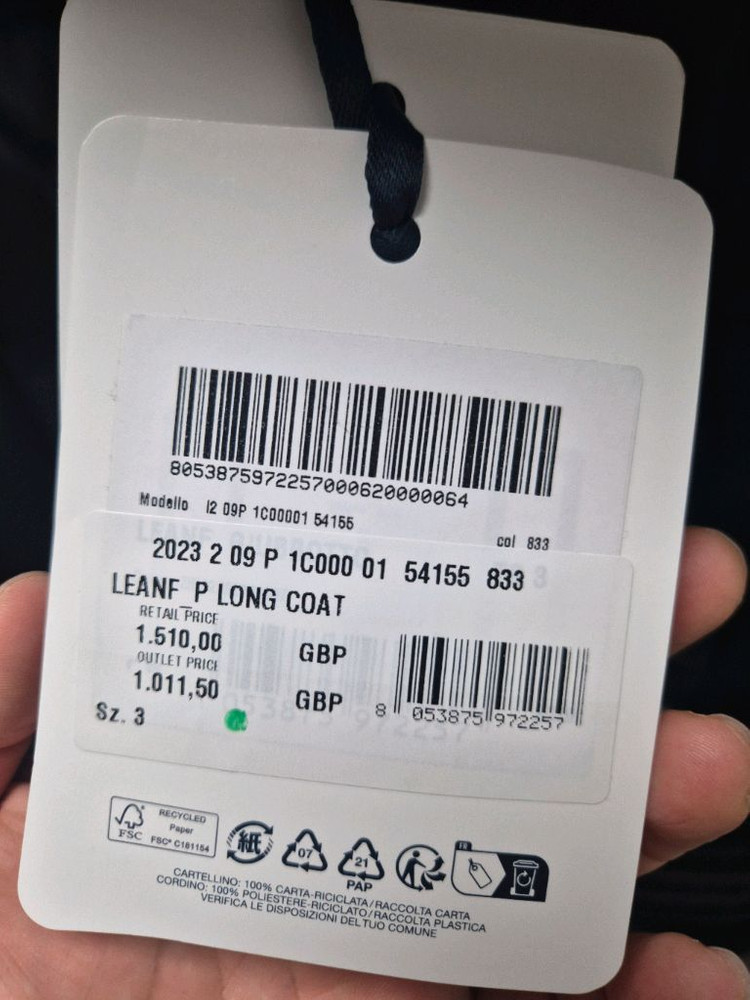 8053875972257000620000064
Modello I2 09P 1C00001 54155
col 833
2023 2 09 P 1C000 01 54155 833
LEANF_P LONG COAT
RETAIL PRICE
1.510,00 GBP
OUTLET PRICE
1.011,50 GBP
8 053875 972257
Sz. 3
FSC
RECYCLED
Paper
FSC® C181154
紙
07
21
PAP
FR
CARTELLINO: 100% CARTA-RICICLATA/RACCOLTA CARTA
CORDINO: 100% POLIESTERE-RICICLATO/RACCOLTA PLASTICA
VERIFICA LE DISPOSIZIONI DEL TUO COMUNE